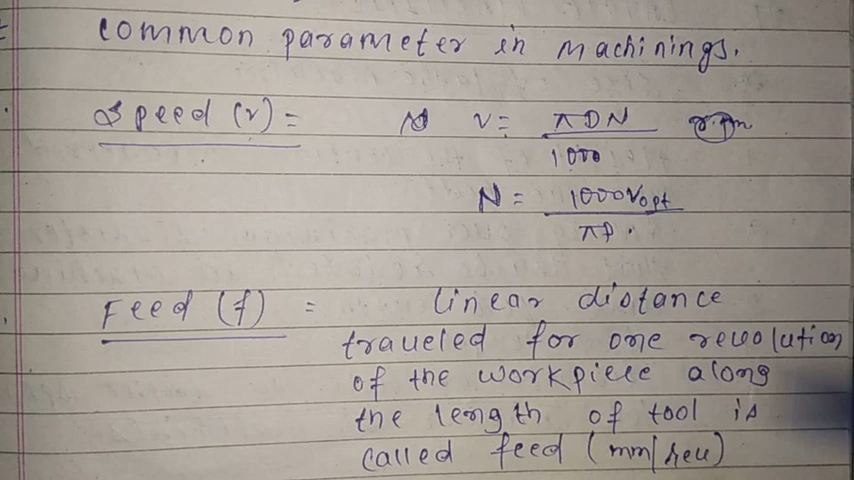 common parameter in machinings.
Speed (v) = v = πDN / 1000
N = 1000Vopt / πD.
Feed (f) = linear distance
traveled for one revolution
of the workpiece along
the length of tool is
called feed (mm/rev)